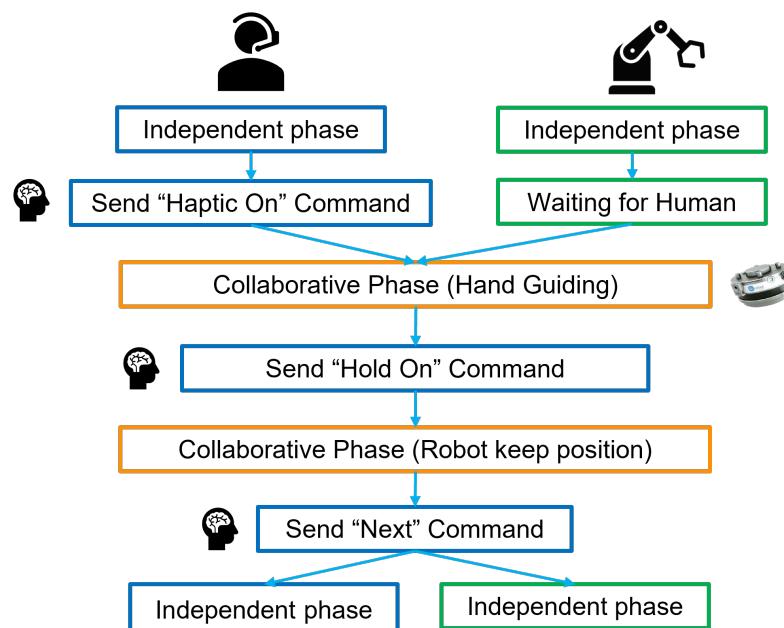 Independent phase
Independent phase
Send “Haptic On” Command
Waiting for Human
Collaborative Phase (Hand Guiding)
Send “Hold On” Command
Collaborative Phase (Robot keep position)
Send “Next” Command
Independent phase
Independent phase